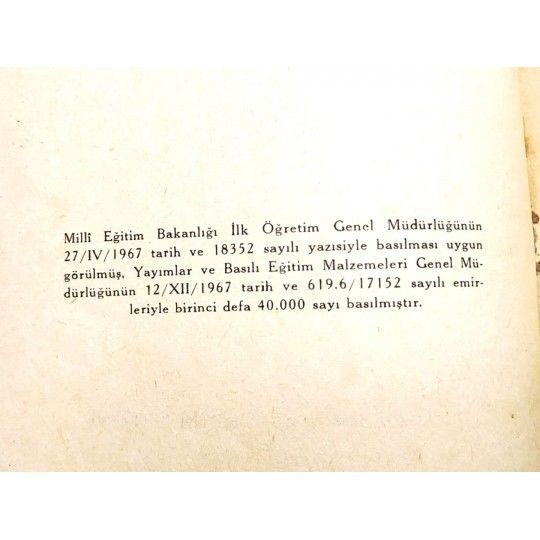 Millî Eğitim Bakanlığı İlk Öğretim Genel Müdürlüğünün
27/IV/1967 tarih ve 18352 sayılı yazısiyle basılması uygun
görülmüş, Yayımlar ve Basılı Eğitim Malzemeleri Genel Mü-
dürlüğünün 12/XII/1967 tarih ve 619.6/17152 sayılı emir-
leriyle birinci defa 40.000 sayı basılmıştır.